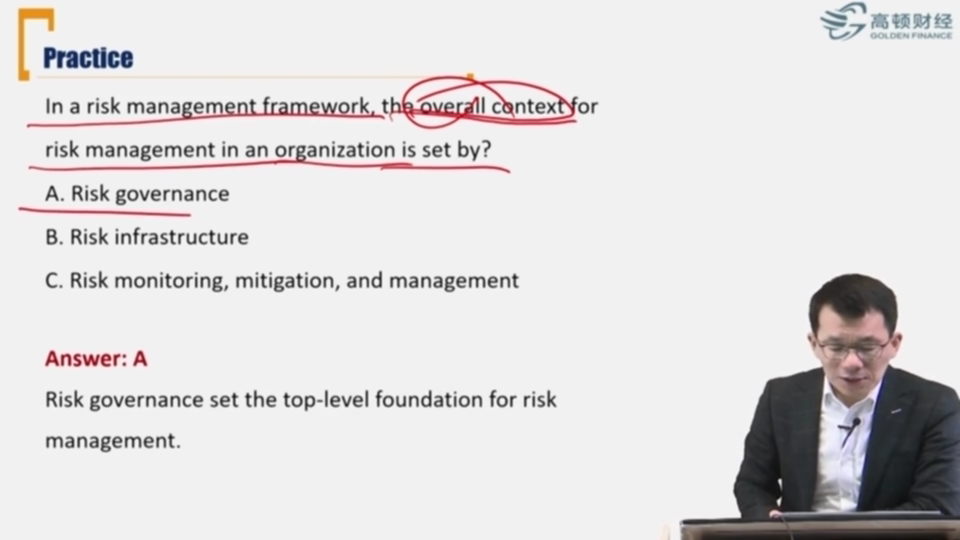 高顿财经
GOLDEN FINANCE
Practice
In a risk management framework, the overall context for
risk management in an organization is set by?
A. Risk governance
B. Risk infrastructure
C. Risk monitoring, mitigation, and management
Answer: A
Risk governance set the top-level foundation for risk
management.